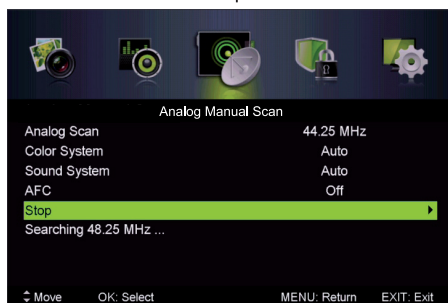 Analog Manual Scan
Analog Scan 44.25 MHz
Color System Auto
Sound System Auto
AFC Off
Stop
Searching 48.25 MHz ...
Move OK: Select MENU: Return EXIT: Exit